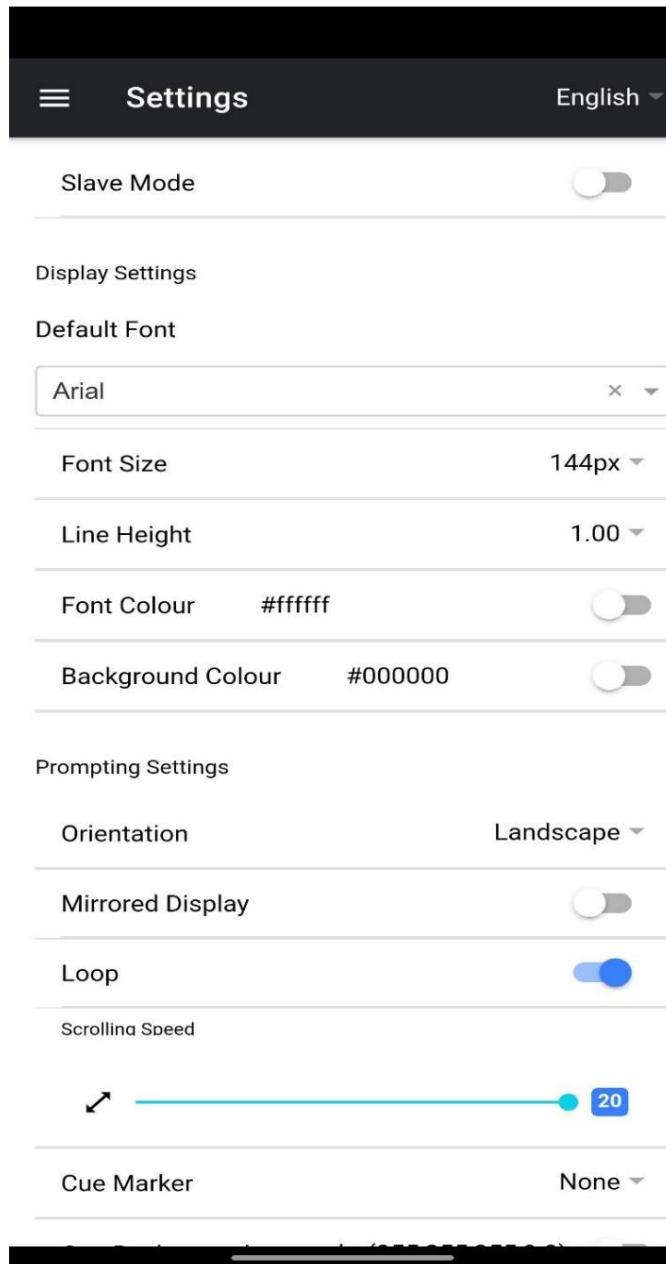 Settings English
Slave Mode
Display Settings
Default Font
Arial ×
Font Size 144px
Line Height 1.00
Font Colour #ffffff
Background Colour #000000
Prompting Settings
Orientation Landscape
Mirrored Display
Loop
Scrolling Speed
20
Cue Marker None